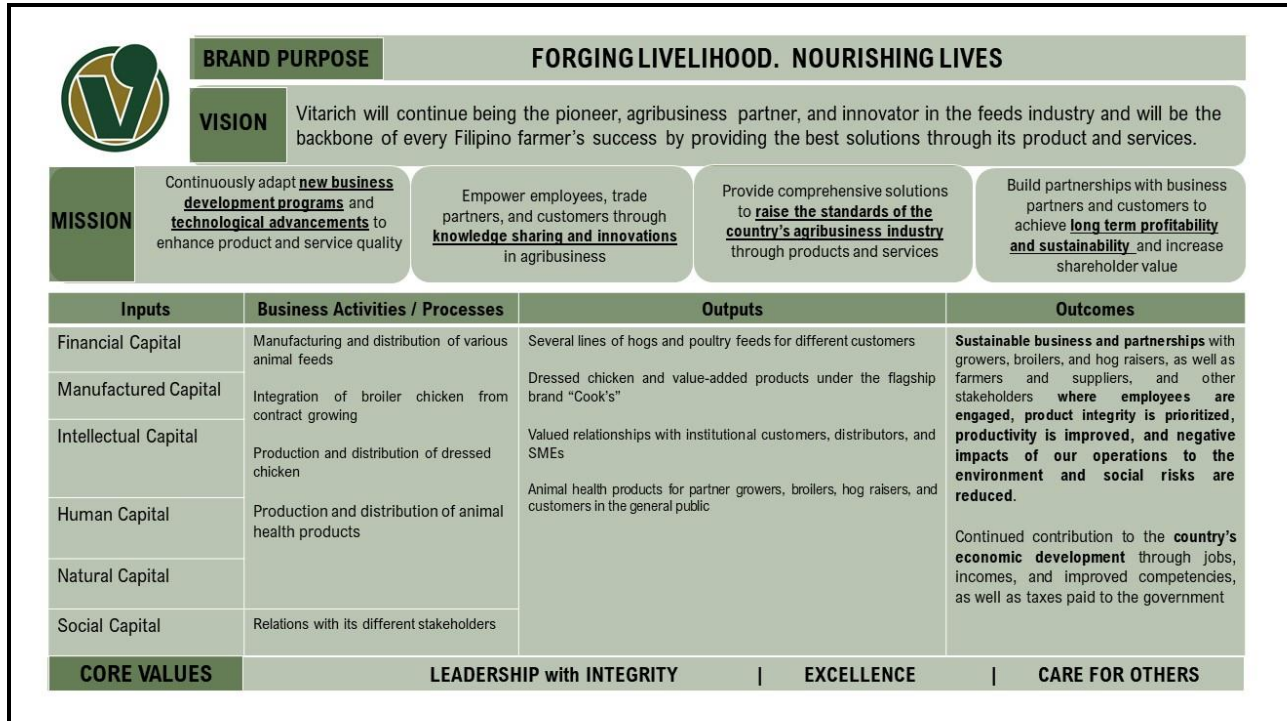 BRAND PURPOSE
FORGING LIVELIHOOD. NOURISHING LIVES
VISION
Vitarich will continue being the pioneer, agribusiness partner, and innovator in the feeds industry and will be the
backbone of every Filipino farmer's success by providing the best solutions through its product and services.
MISSION
Continuously adapt new business
development programs and
technological advancements to
enhance product and service quality
Empower employees, trade
partners, and customers through
knowledge sharing and innovations
in agribusiness
Provide comprehensive solutions
to raise the standards of the
country's agribusiness industry
through products and services
Build partnerships with business
partners and customers to
achieve long term profitability
and sustainability and increase
shareholder value
Inputs
Business Activities / Processes
Outputs
Outcomes
Financial Capital
Manufactured Capital
Intellectual Capital
Human Capital
Natural Capital
Social Capital
Manufacturing and distribution of various
animal feeds
Integration of broiler chicken from
contract growing
Production and distribution of dressed
chicken
Production and distribution of animal
health products
Relations with its different stakeholders
Several lines of hogs and poultry feeds for different customers
Dressed chicken and value-added products under the flagship
brand "Cook's"
Valued relationships with institutional customers, distributors, and
SMEs
Animal health products for partner growers, broilers, hog raisers, and
customers in the general public
Sustainable business and partnerships with
growers, broilers, and hog raisers, as well as
farmers and suppliers, and other
stakeholders where employees are
engaged, product integrity is prioritized,
productivity is improved, and negative
impacts of our operations to the
environment and social risks are
reduced.
Continued contribution to the country's
economic development through jobs,
incomes, and improved competencies,
as well as taxes paid to the government
CORE VALUES
LEADERSHIP with INTEGRITY | EXCELLENCE | CARE FOR OTHERS